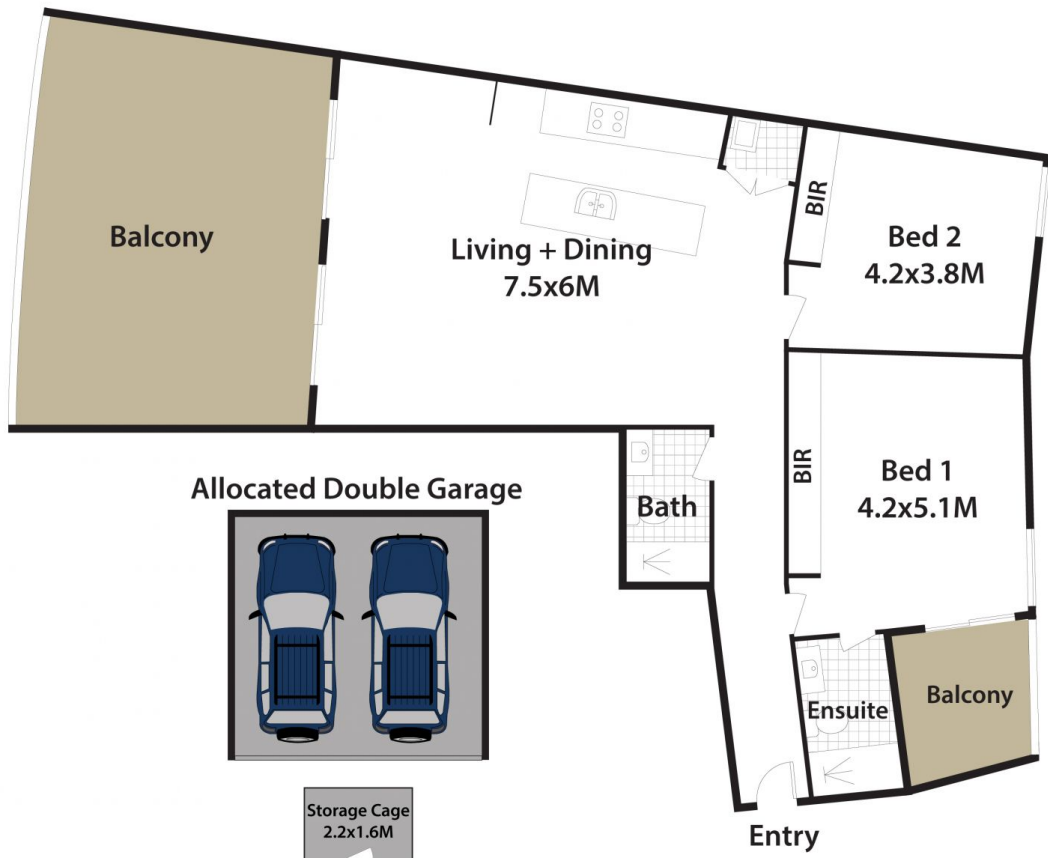 Balcony
Living + Dining
7.5x6M
BIR
Bed 2
4.2x3.8M
BIR
Bed 1
4.2x5.1M
Allocated Double Garage
Bath
Ensuite
Balcony
Storage Cage
2.2x1.6M
Entry